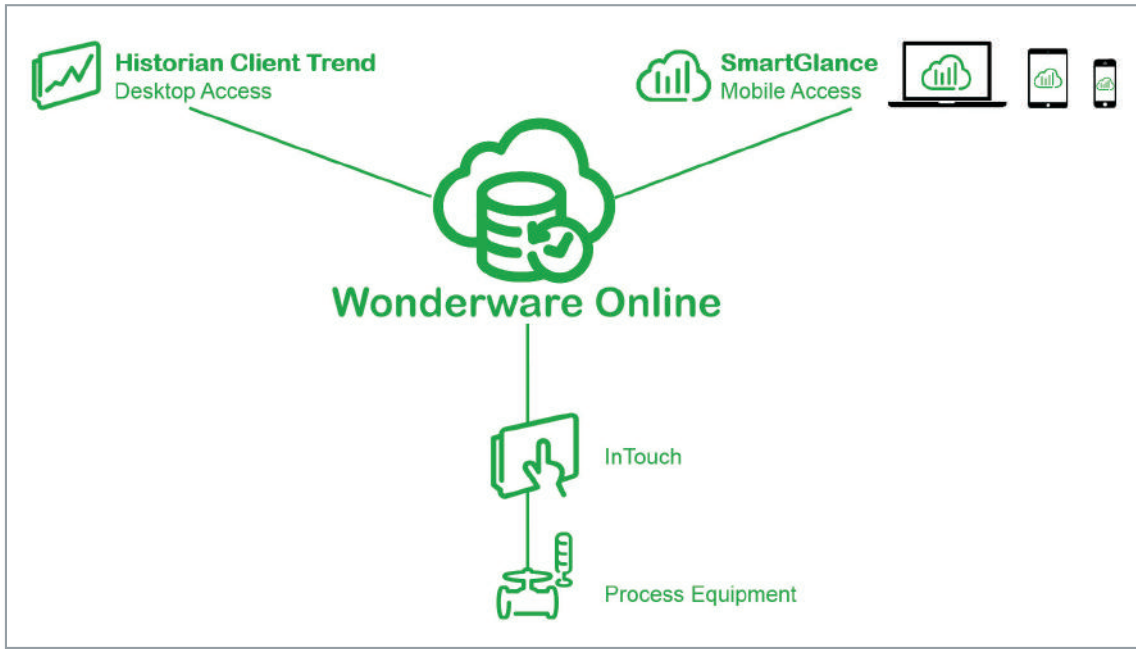 Historian Client Trend
Desktop Access
SmartGlance
Mobile Access
Wonderware Online
InTouch
Process Equipment